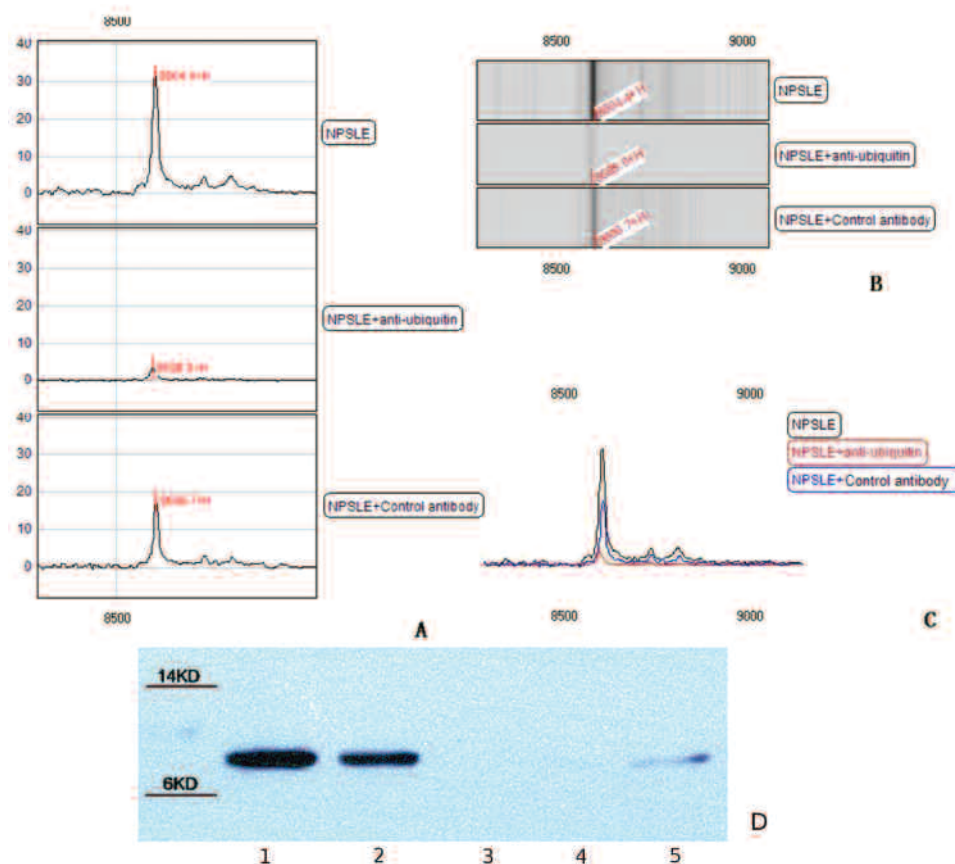 8500
40
30
20
10
0
NPSLE
40
30
20
10
0
NPSLE+anti-ubiquitin
40
30
20
10
0
NPSLE+Control antibody
8500
A
8500 9000
NPSLE
NPSLE+anti-ubiquitin
NPSLE+Control antibody
8500 9000
B
8500 9000
NPSLE
NPSLE+anti-ubiquitin
NPSLE+Control antibody
8500 9000
C
14KD
6KD
D
1 2 3 4 5